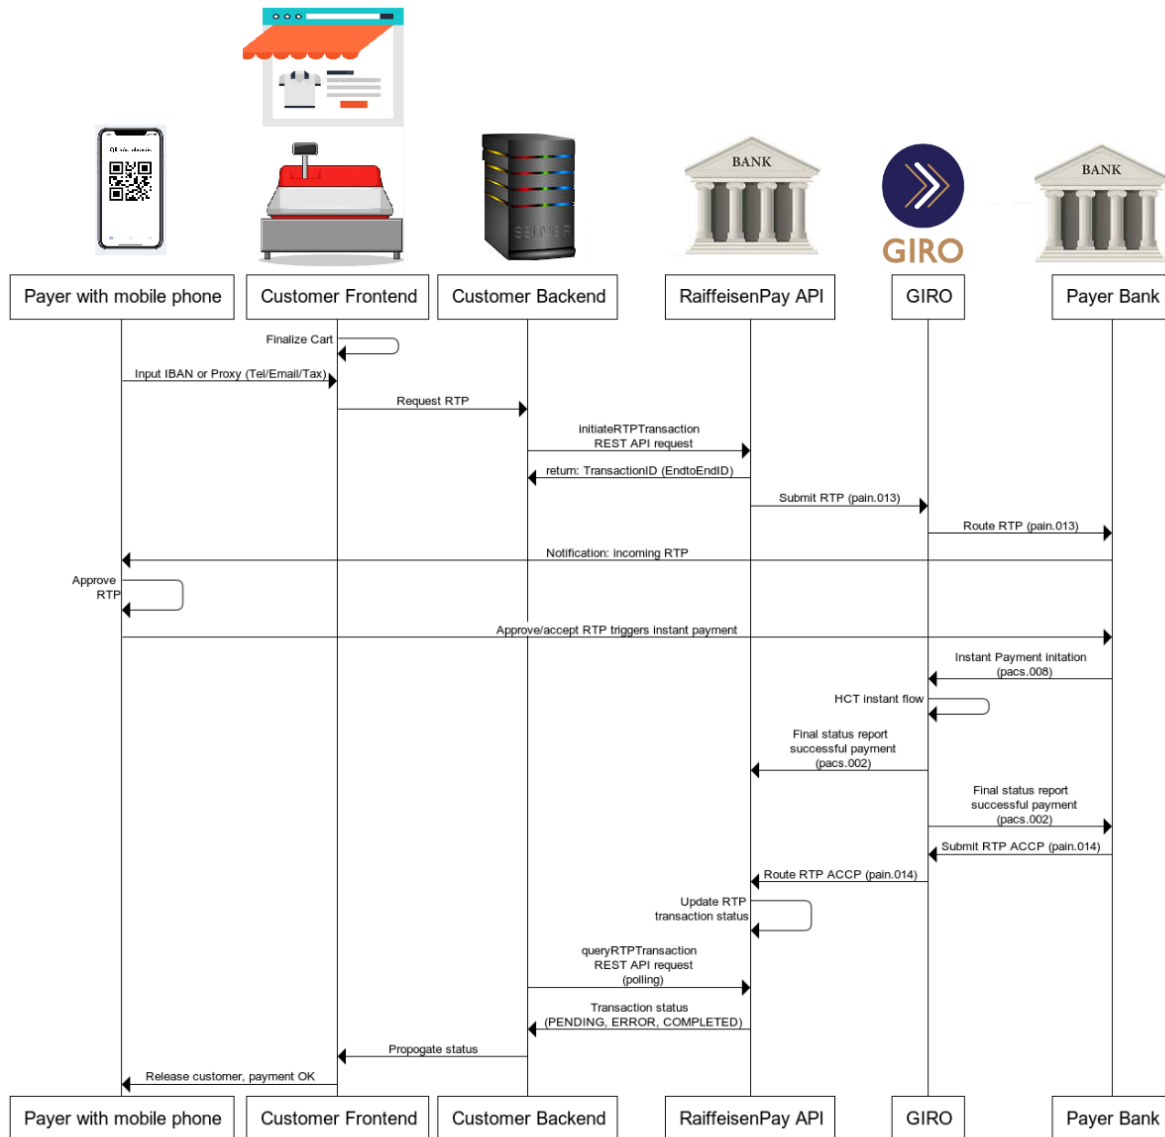 BANK
BANK
SERVER
GIRO
Payer with mobile phone
Customer Frontend
Customer Backend
RaiffeisenPay API
GIRO
Payer Bank
Finalize Cart
Input IBAN or Proxy (Tel/Email/Tax)
Request RTP
initiateRTPTransaction
REST API request
return: TransactionID (EndtoEndID)
Submit RTP (pain.013)
Route RTP (pain.013)
Notification: incoming RTP
Approve
RTP
Approve/accept RTP triggers instant payment
Instant Payment initation
(pacs.008)
HCT instant flow
Final status report
successful payment
(pacs.002)
Final status report
successful payment
(pacs.002)
Submit RTP ACCP (pain.014)
Route RTP ACCP (pain.014)
Update RTP
transaction status
queryRTPTransaction
REST API request
(polling)
Transaction status
(PENDING, ERROR, COMPLETED)
Propogate status
Release customer, payment OK
Payer with mobile phone
Customer Frontend
Customer Backend
RaiffeisenPay API
GIRO
Payer Bank